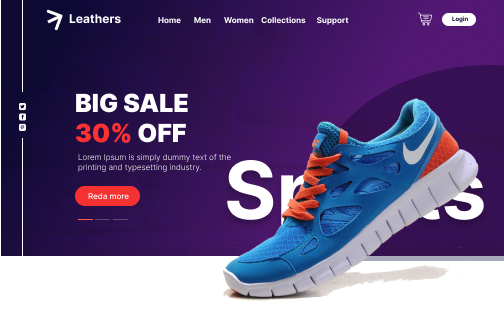 Leathers
Home Men Women Collections Support
Login
BIG SALE
30% OFF
Lorem Ipsum is simply dummy text of the
printing and typesetting industry.
Reda more